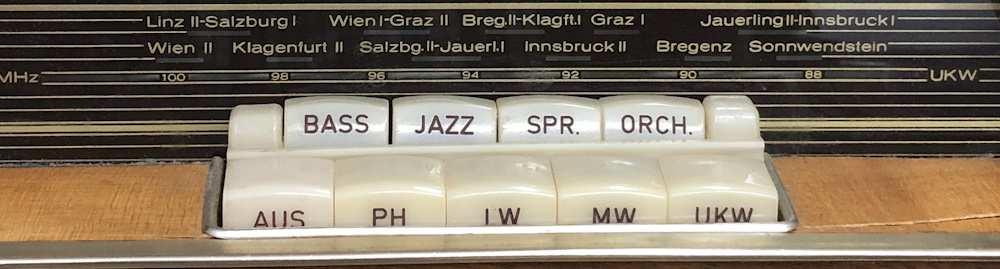 Linz II-Salzburg I Wien I-Graz II Breg.II-Klagft.I Graz I Jauerling II-Innsbruck I
Wien II Klagenfurt II Salzbg.II-Jauerl.I Innsbruck II Bregenz Sonnwendstein
MHz 100 98 96 94 92 90 88 UKW
BASS JAZZ SPR. ORCH.
AUS PH LW MW UKW